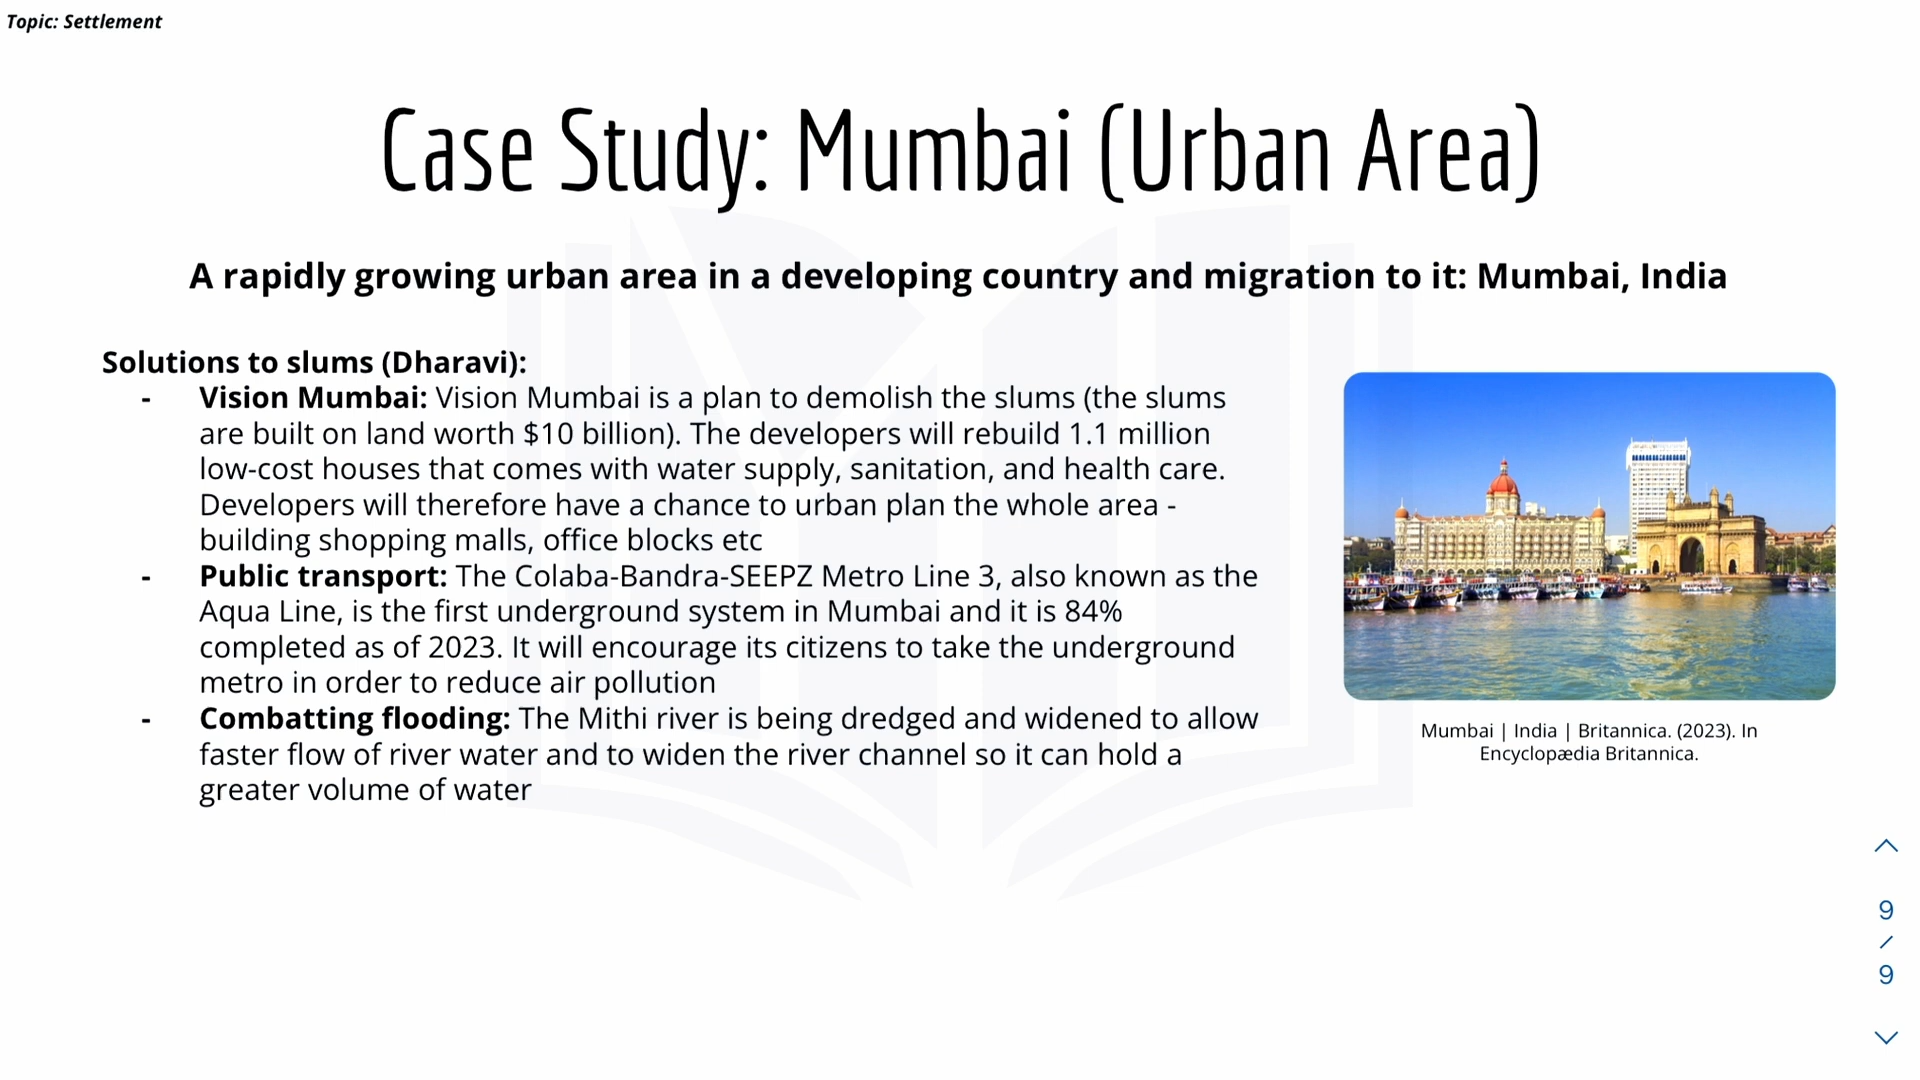 Topic: Settlement
Case Study: Mumbai (Urban Area)
A rapidly growing urban area in a developing country and migration to it: Mumbai, India
Solutions to slums (Dharavi):
- Vision Mumbai: Vision Mumbai is a plan to demolish the slums (the slums
are built on land worth $10 billion). The developers will rebuild 1.1 million
low-cost houses that comes with water supply, sanitation, and health care.
Developers will therefore have a chance to urban plan the whole area -
building shopping malls, office blocks etc
- Public transport: The Colaba-Bandra-SEEPZ Metro Line 3, also known as the
Aqua Line, is the first underground system in Mumbai and it is 84%
completed as of 2023. It will encourage its citizens to take the underground
metro in order to reduce air pollution
- Combatting flooding: The Mithi river is being dredged and widened to allow
faster flow of river water and to widen the river channel so it can hold a
greater volume of water
Mumbai | India | Britannica. (2023). In
Encyclopædia Britannica.
9
/
9